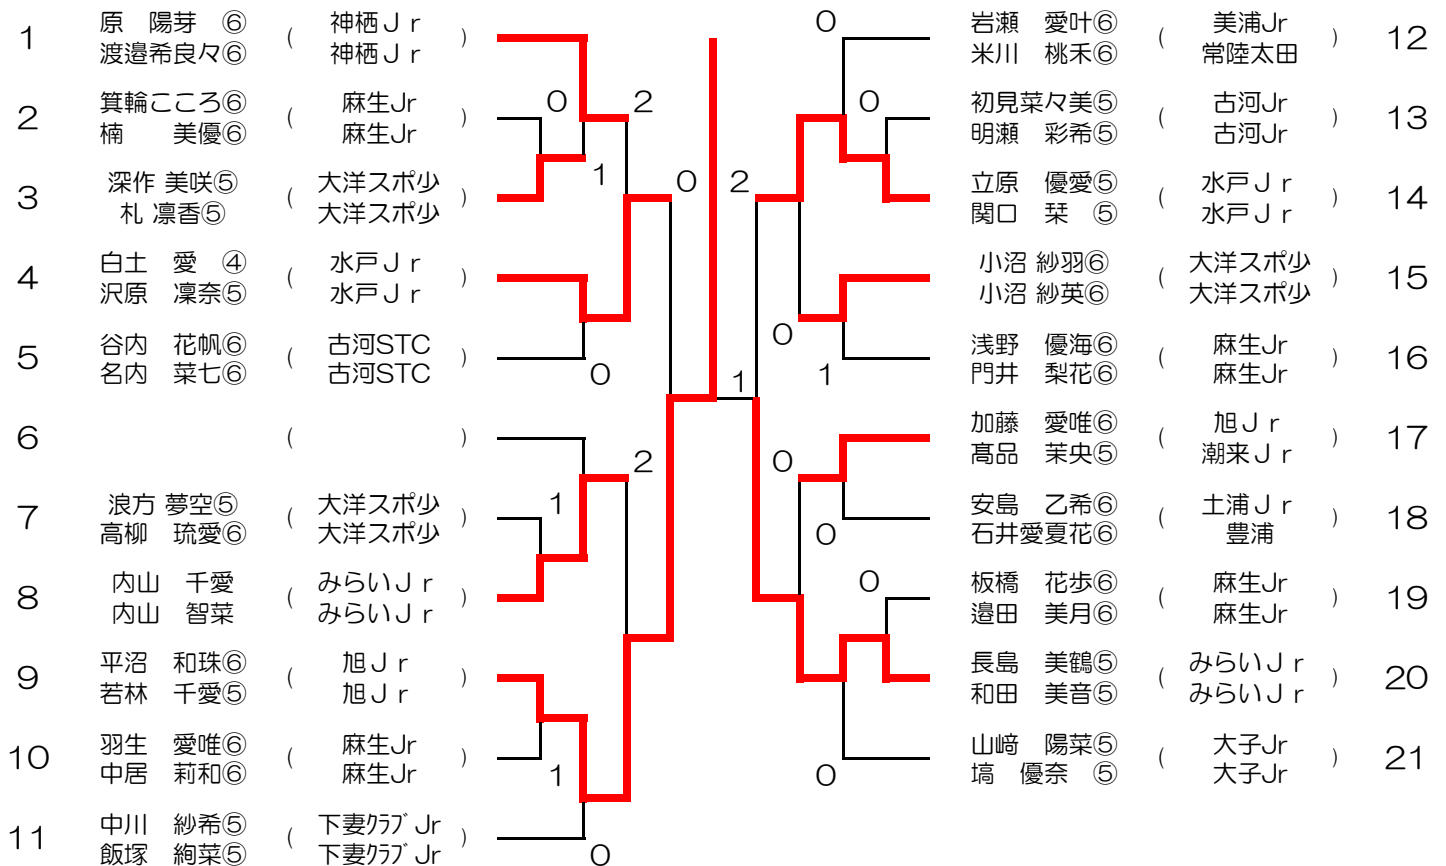 1 原 陽芽 ⑥ ( 神栖Ｊｒ )
渡邉希良々⑥ 神栖Ｊｒ
2 箕輪こころ⑥ ( 麻生Jr )
楠 美優⑥ 麻生Jr
3 深作 美咲⑤ ( 大洋スポ少 )
札 凛香⑤ 大洋スポ少
4 白土 愛 ④ ( 水戸Ｊｒ )
沢原 凜奈⑤ 水戸Ｊｒ
5 谷内 花帆⑥ ( 古河STC )
名内 菜七⑥ 古河STC
6 ( )
7 浪方 夢空⑤ ( 大洋スポ少 )
高柳 琉愛⑥ 大洋スポ少
8 内山 千愛 ( みらいＪｒ )
内山 智菜 みらいＪｒ
9 平沼 和珠⑥ ( 旭Ｊｒ )
若林 千愛⑤ 旭Ｊｒ
10 羽生 愛唯⑥ ( 麻生Jr )
中居 莉和⑥ 麻生Jr
11 中川 紗希⑤ ( 下妻ｸﾗﾌﾞJr )
飯塚 絢菜⑤ 下妻ｸﾗﾌﾞJr
0 2
1
0
0
2
1
1
0
2
1
0
0
0
1
0
0
0
0
岩瀬 愛叶⑥ ( 美浦Jr ) 12
米川 桃禾⑥ 常陸太田
初見菜々美⑤ ( 古河Jr ) 13
明瀬 彩希⑤ 古河Jr
立原 優愛⑤ ( 水戸Ｊｒ ) 14
関口 栞 ⑤ 水戸Ｊｒ
小沼 紗羽⑥ ( 大洋スポ少 ) 15
小沼 紗英⑥ 大洋スポ少
浅野 優海⑥ ( 麻生Jr ) 16
門井 梨花⑥ 麻生Jr
加藤 愛唯⑥ ( 旭Ｊｒ ) 17
髙品 茉央⑤ 潮来Ｊｒ
安島 乙希⑥ ( 土浦Ｊｒ ) 18
石井愛夏花⑥ 豊浦
板橋 花歩⑥ ( 麻生Jr ) 19
邉田 美月⑥ 麻生Jr
長島 美鶴⑤ ( みらいＪｒ ) 20
和田 美音⑤ みらいＪｒ
山﨑 陽菜⑤ ( 大子Jr ) 21
塙 優奈 ⑤ 大子Jr